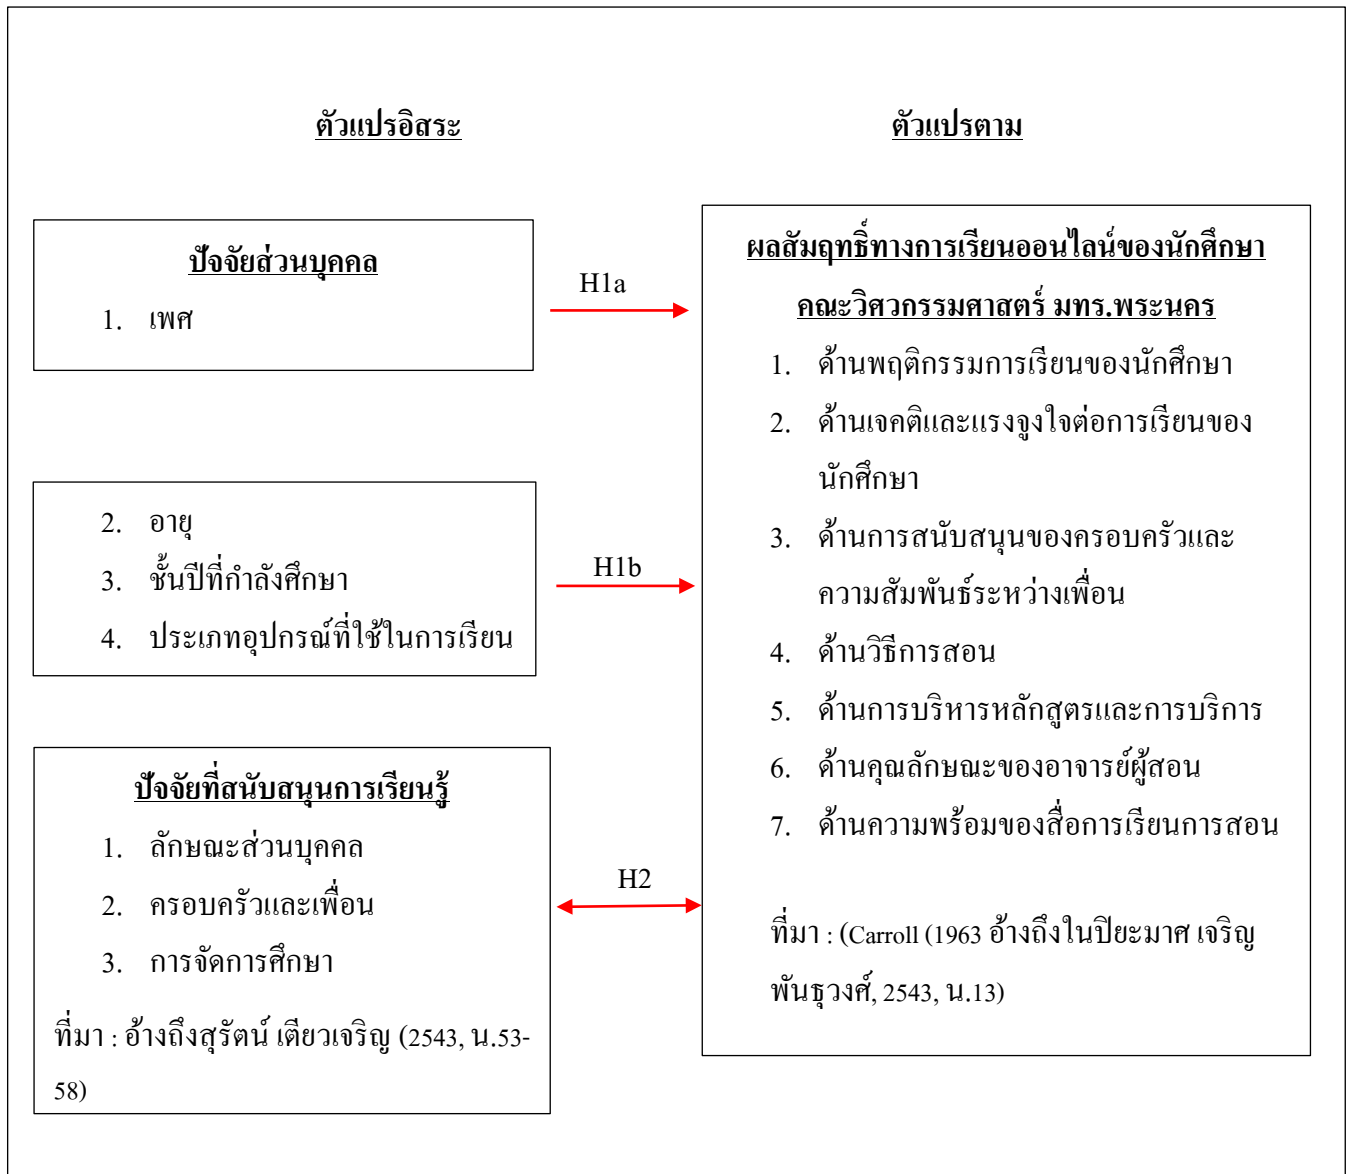 ตัวแปรอิสระ
ตัวแปรตาม
ปัจจัยส่วนบุคคล
1. เพศ
H1a
2. อายุ
3. ชั้นปีที่กำลังศึกษา
4. ประเภทอุปกรณ์ที่ใช้ในการเรียน
H1b
ปัจจัยที่สนับสนุนการเรียนรู้
1. ลักษณะส่วนบุคคล
2. ครอบครัวและเพื่อน
3. การจัดการศึกษา
ที่มา : อ้างถึงสุรัตน์ เตียวเจริญ (2543, น.53-
58)
H2
ผลสัมฤทธิ์ทางการเรียนออนไลน์ของนักศึกษา
คณะวิศวกรรมศาสตร์ มทร.พระนคร
1. ด้านพฤติกรรมการเรียนของนักศึกษา
2. ด้านเจคติและแรงจูงใจต่อการเรียนของ
นักศึกษา
3. ด้านการสนับสนุนของครอบครัวและ
ความสัมพันธ์ระหว่างเพื่อน
4. ด้านวิธีการสอน
5. ด้านการบริหารหลักสูตรและการบริการ
6. ด้านคุณลักษณะของอาจารย์ผู้สอน
7. ด้านความพร้อมของสื่อการเรียนการสอน
ที่มา : (Carroll (1963 อ้างถึงในปิยะมาศ เจริญ
พันธุวงศ์, 2543, น.13)